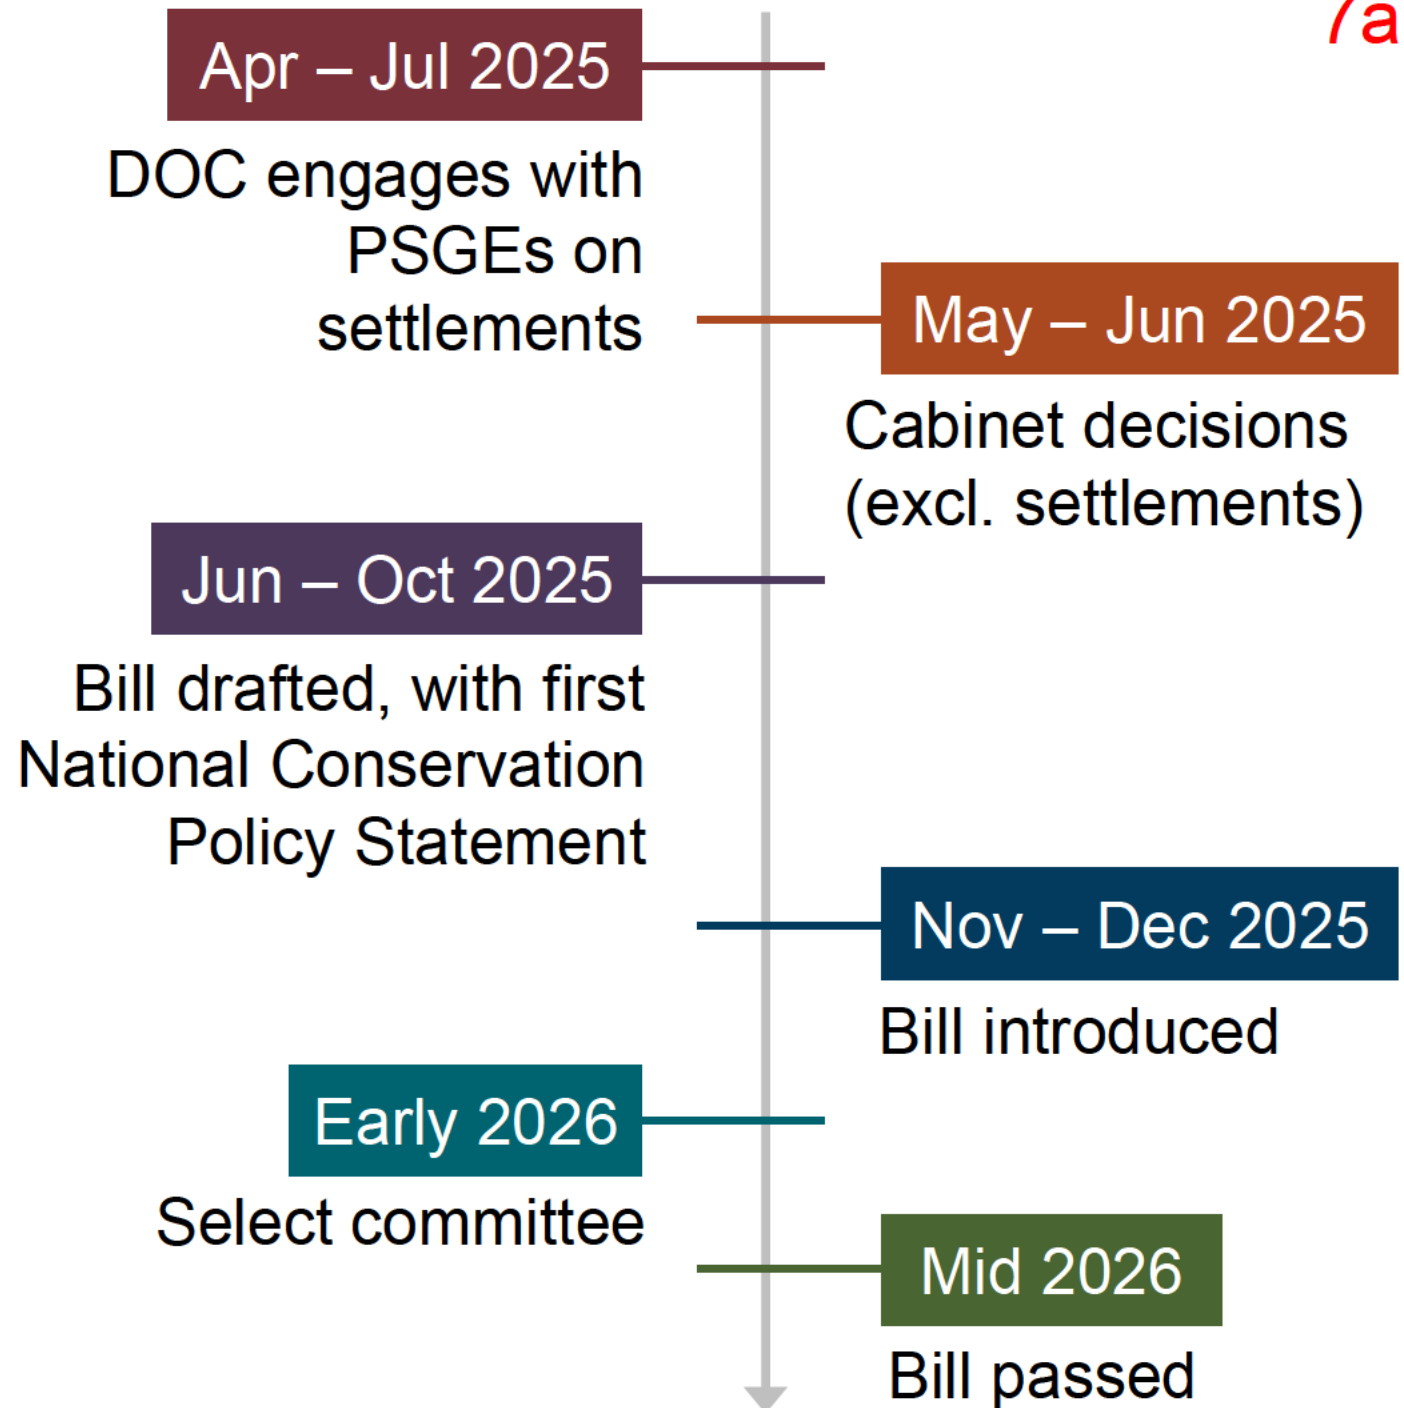 7a
Apr – Jul 2025
DOC engages with
PSGEs on
settlements
May – Jun 2025
Cabinet decisions
(excl. settlements)
Jun – Oct 2025
Bill drafted, with first
National Conservation
Policy Statement
Nov – Dec 2025
Bill introduced
Early 2026
Select committee
Mid 2026
Bill passed